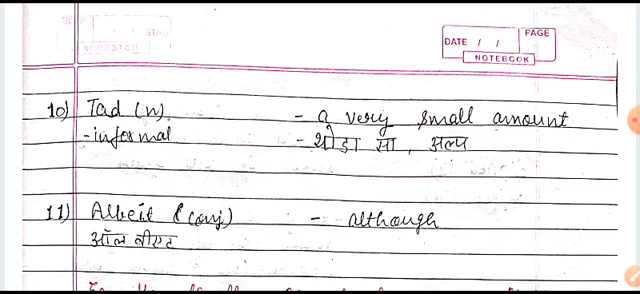 DATE / /
PAGE
NOTEBOOK
10) Tad (n) - a very small amount
-informal - थोडा सा, अल्प
11) Albeit (conj) - although
ऑल बीइट